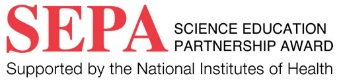 SEPA SCIENCE EDUCATION
PARTNERSHIP AWARD
Supported by the National Institutes of Health